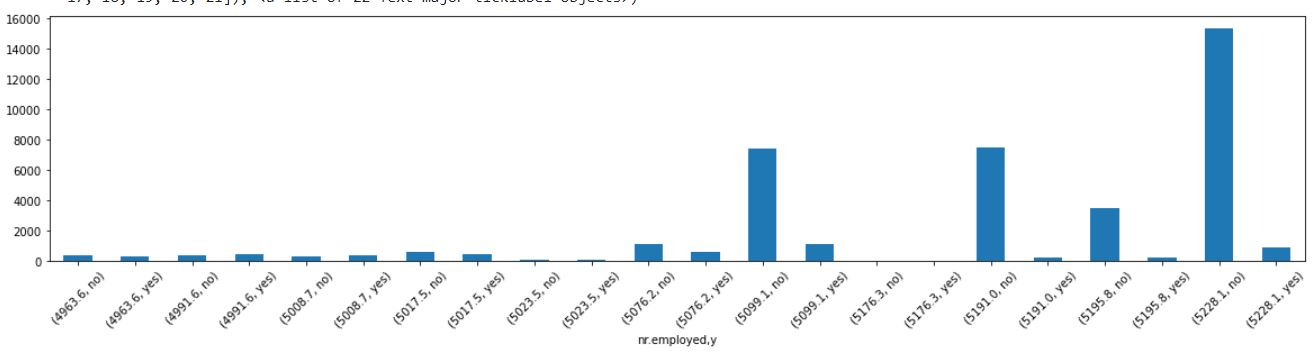 17, 18, 19, 20, 21]), <a list of 22 Text major ticklabel objects>)
16000
14000
12000
10000
8000
6000
4000
2000
0
(4963.6, no)
(4963.6, yes)
(4991.6, no)
(4991.6, yes)
(5008.7, no)
(5008.7, yes)
(5017.5, no)
(5017.5, yes)
(5023.5, no)
(5023.5, yes)
(5076.2, no)
(5076.2, yes)
(5099.1, no)
(5099.1, yes)
(5176.3, no)
(5176.3, yes)
(5191.0, no)
(5191.0, yes)
(5195.8, no)
(5195.8, yes)
(5228.1, no)
(5228.1, yes)
nr.employed,y